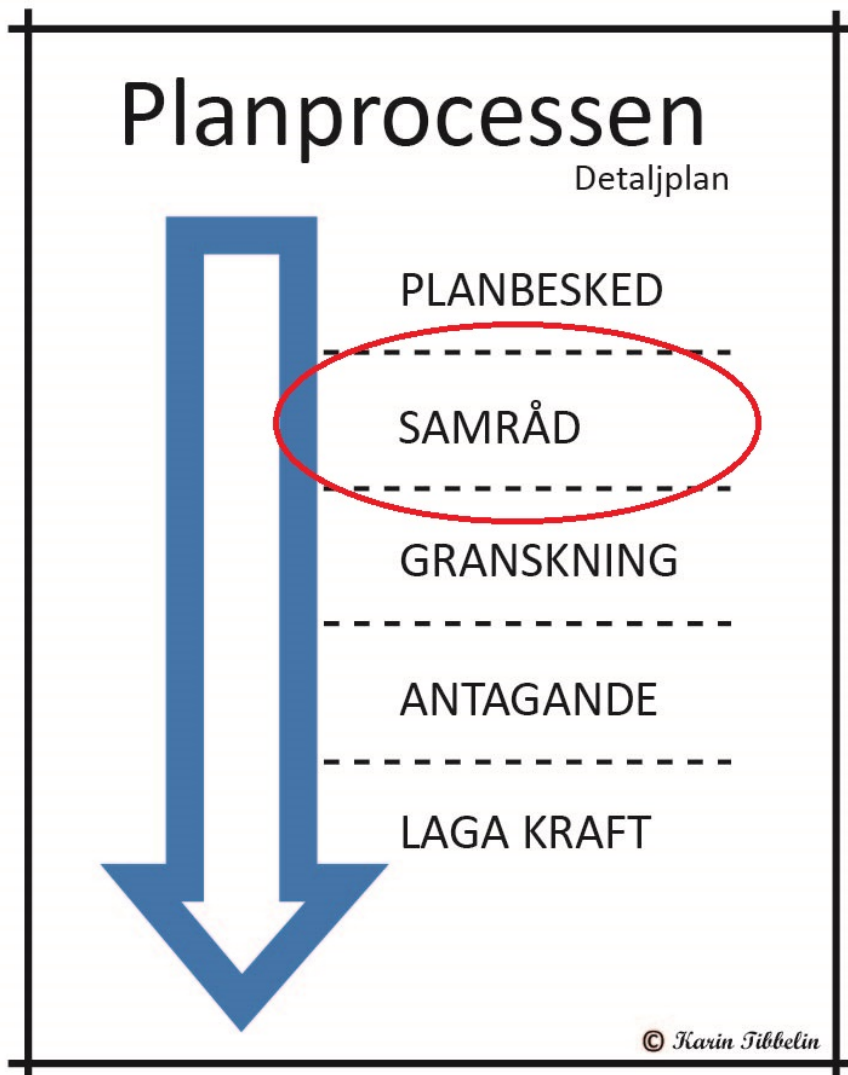 Planprocessen
Detaljplan
PLANBESKED
SAMRÅD
GRANSKNING
ANTAGANDE
LAGA KRAFT
© Karin Tibbelin